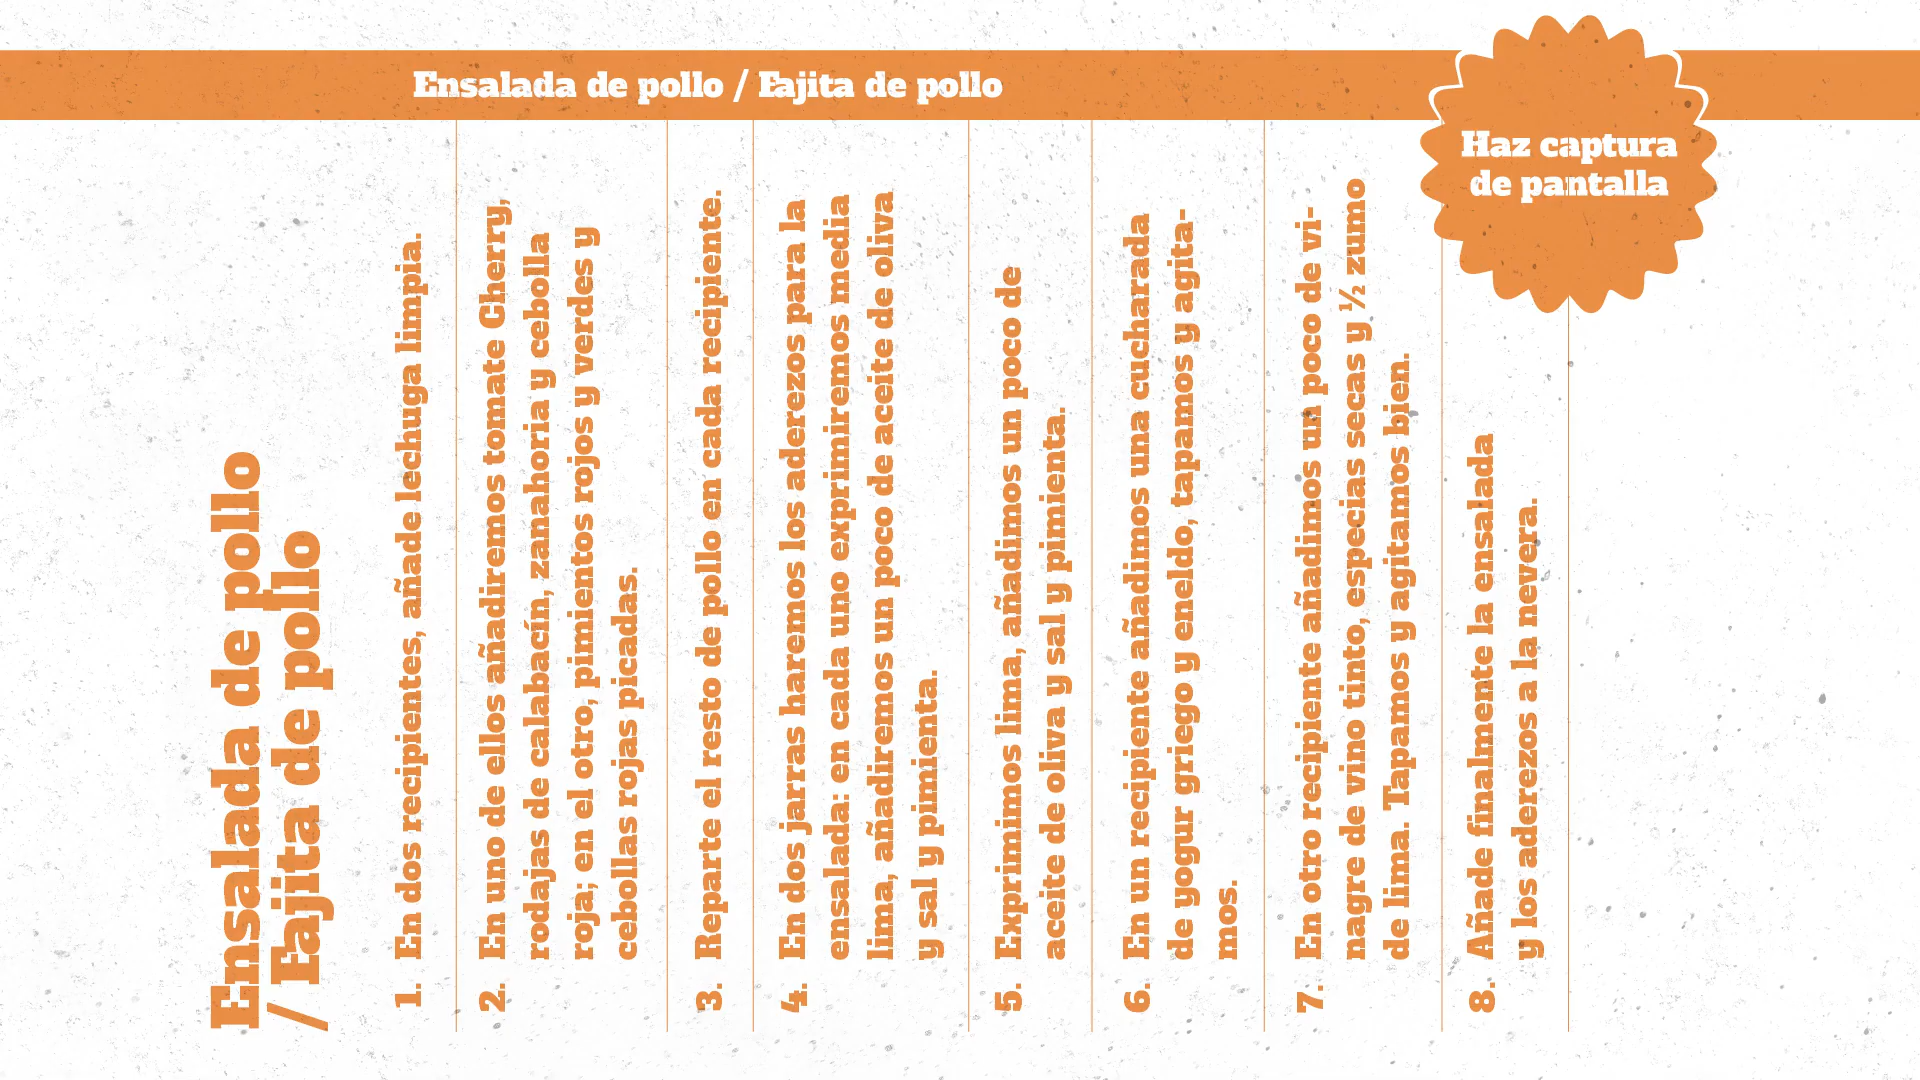 Ensalada de pollo / Fajita de pollo
Haz captura
de pantalla
Ensalada de pollo
/ Fajita de pollo
1. En dos recipientes, añade lechuga limpia.
2. En uno de ellos añadiremos tomate Cherry,
rodajas de calabacín, zanahoria y cebolla
roja; en el otro, pimientos rojos y verdes y
cebollas rojas picadas.
3. Reparte el resto de pollo en cada recipiente.
4. En dos jarras haremos los aderezos para la
ensalada: en cada uno exprimiremos media
lima, añadiremos un poco de aceite de oliva
y sal y pimienta.
5. Exprimimos lima, añadimos un poco de
aceite de oliva y sal y pimienta.
6. En un recipiente añadimos una cucharada
de yogur griego y eneldo, tapamos y agita-
mos.
7. En otro recipiente añadimos un poco de vi-
nagre de vino tinto, especias secas y ½ zumo
de lima. Tapamos y agitamos bien.
8. Añade finalmente la ensalada
y los aderezos a la nevera.